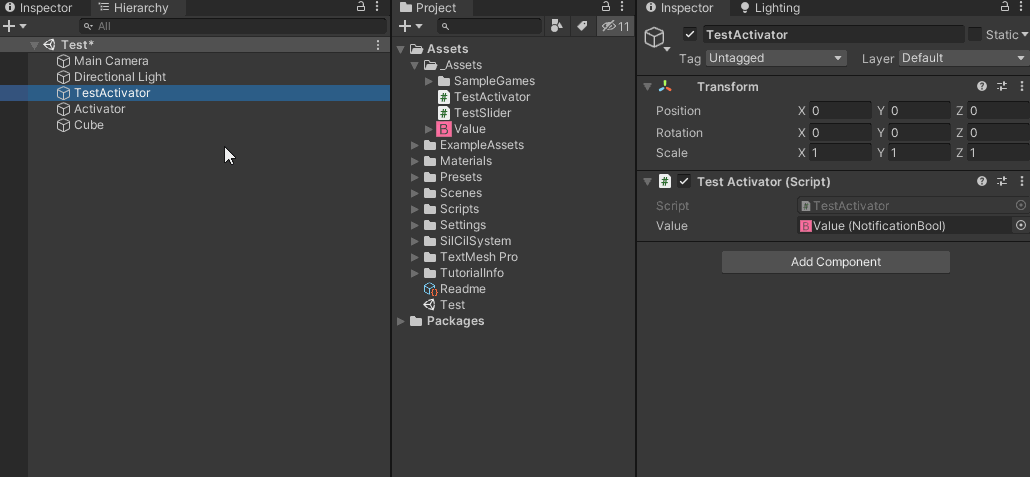 Inspector
Hierarchy
All
Test*
Main Camera
Directional Light
TestActivator
Activator
Cube
Project
11
Assets
_Assets
SampleGames
TestActivator
TestSlider
B Value
ExampleAssets
Materials
Presets
Scenes
Scripts
Settings
SilCilSystem
TextMesh Pro
TutorialInfo
Readme
Test
Packages
Inspector
Lighting
TestActivator
Static
Tag Untagged Layer Default
Transform
Position X 0 Y 0 Z 0
Rotation X 0 Y 0 Z 0
Scale X 1 Y 1 Z 1
# Test Activator (Script)
Script # TestActivator
Value B Value (NotificationBool)
Add Component